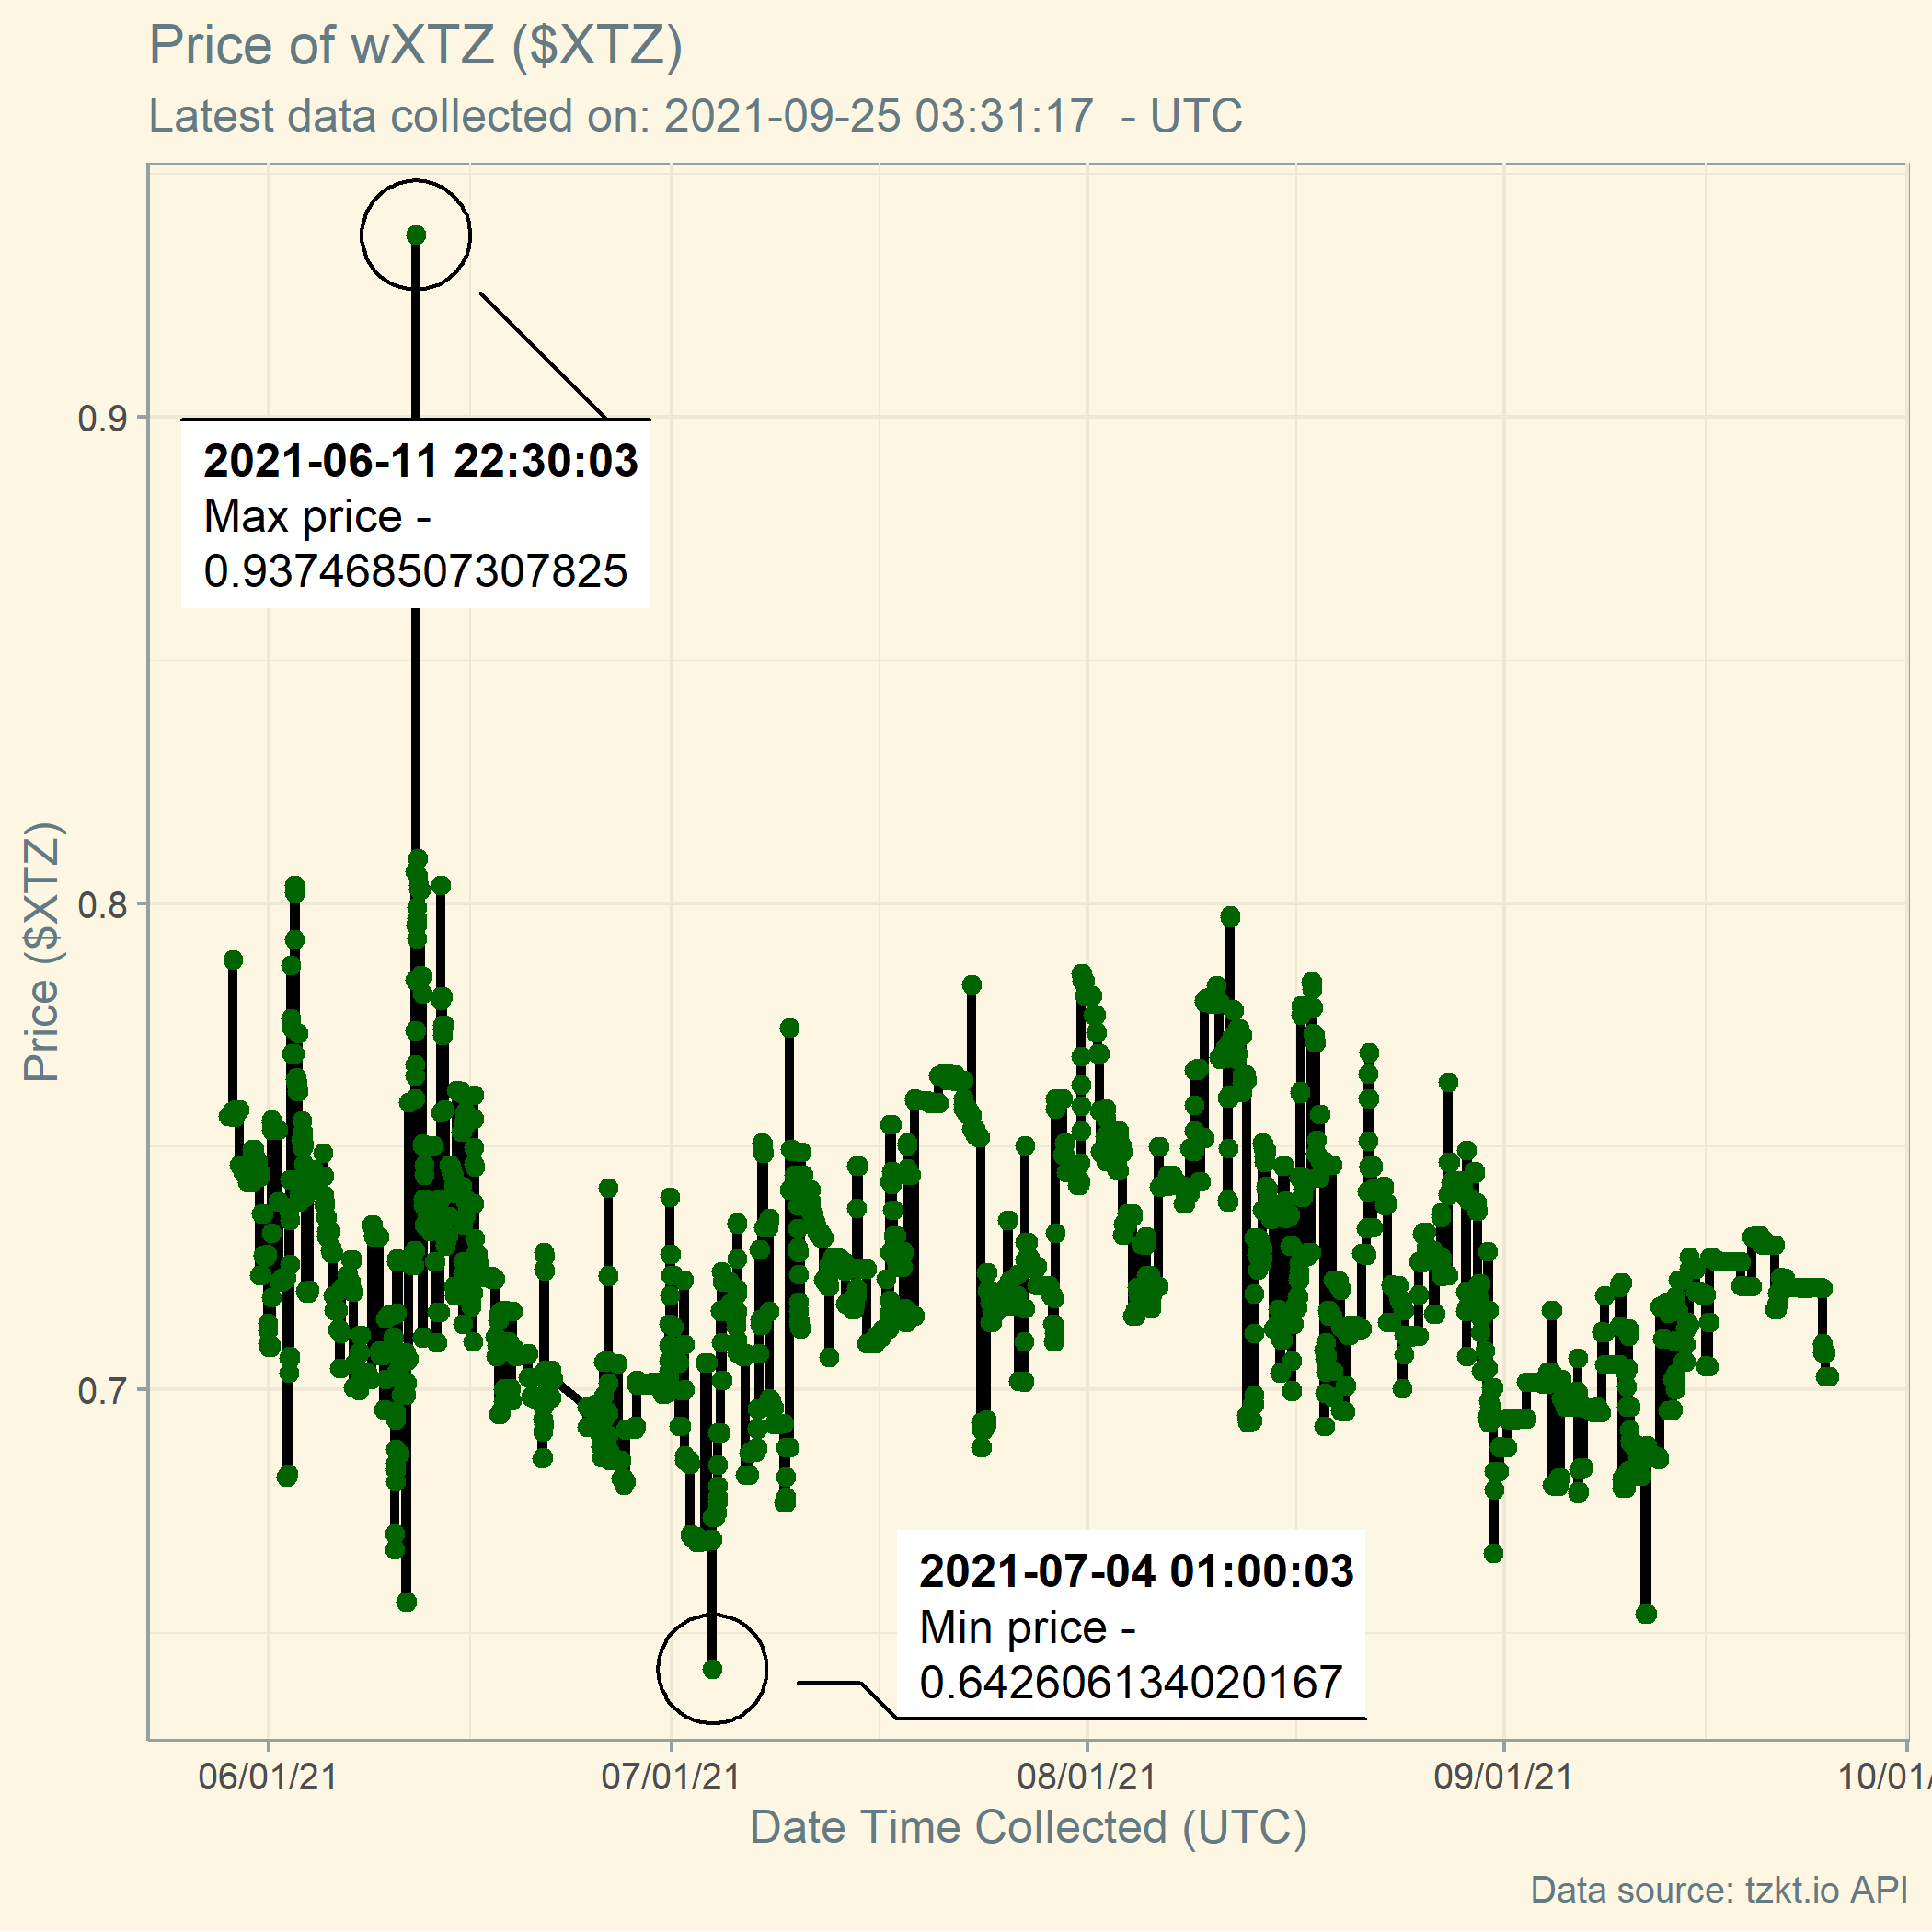 Price of wXTZ ($XTZ)
Latest data collected on: 2021-09-25 03:31:17  - UTC
2021-06-11 22:30:03
Max price -
0.937468507307825
0.9
0.8
0.7
Price ($XTZ)
2021-07-04 01:00:03
Min price -
0.642606134020167
06/01/21
07/01/21
08/01/21
09/01/21
10/01/
Date Time Collected (UTC)
Data source: tzkt.io API